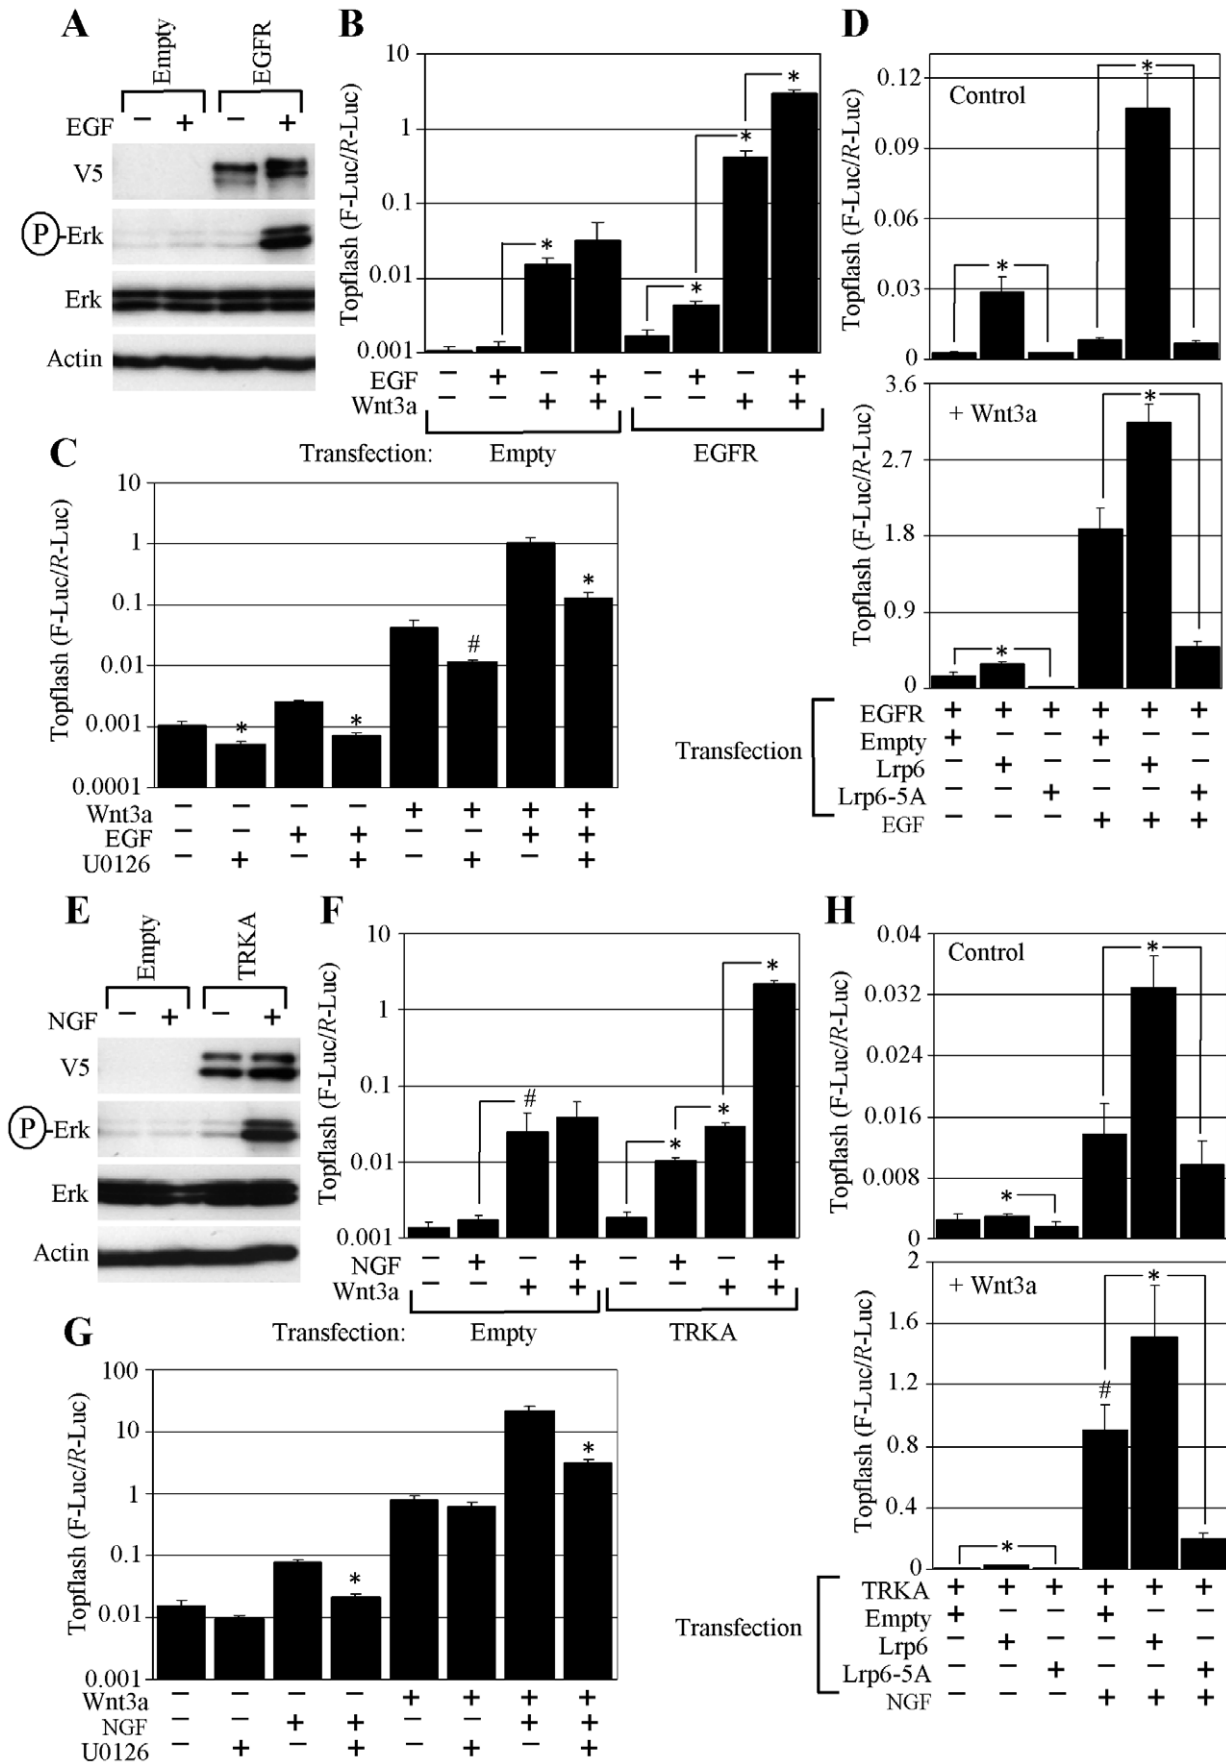 A
Empty
EGFR
EGF − + − +
V5
P-Erk
Erk
Actin
B
Topflash (F-Luc/R-Luc)
10
1
0.1
0.01
0.001
* * * *
EGF − + − + − + − +
Wnt3a − − + + − − + +
Transfection: Empty EGFR
C
Topflash (F-Luc/R-Luc)
10
1
0.1
0.01
0.001
0.0001
* * # *
Wnt3a − − − − + + + +
EGF − − + + − − + +
U0126 − + − + − + − +
D
Control
Topflash (F-Luc/R-Luc)
0.12
0.09
0.06
0.03
0
* *
+ Wnt3a
Topflash (F-Luc/R-Luc)
3.6
2.7
1.8
0.9
0
* *
Transfection
EGFR + + + + + +
Empty + − − + − −
Lrp6 − + − − + −
Lrp6-5A − − + − − +
EGF + + +
E
Empty
TRKA
NGF − + − +
V5
P-Erk
Erk
Actin
F
Topflash (F-Luc/R-Luc)
10
1
0.1
0.01
0.001
# * * *
NGF − + − + − + − +
Wnt3a − − + + − − + +
Transfection: Empty TRKA
G
Topflash (F-Luc/R-Luc)
100
10
1
0.1
0.01
0.001
* *
Wnt3a − − − − + + + +
NGF − − + + − − + +
U0126 − + − + − + − +
H
Control
Topflash (F-Luc/R-Luc)
0.04
0.032
0.024
0.016
0.008
0
* *
+ Wnt3a
Topflash (F-Luc/R-Luc)
2
1.6
1.2
0.8
0.4
0
* # *
Transfection
TRKA + + + + + +
Empty + − − + − −
Lrp6 − + − − + −
Lrp6-5A − − + − − +
NGF + + +